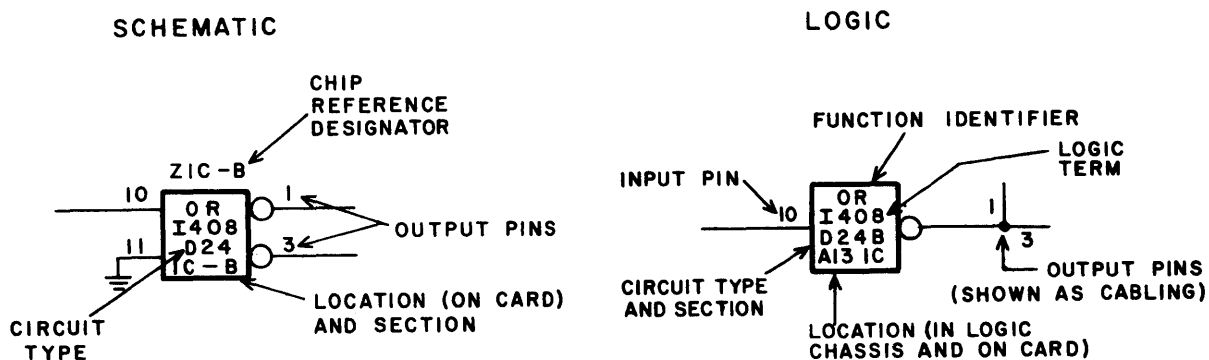 SCHEMATIC
CHIP
REFERENCE
DESIGNATOR
Z1C-B
10
11
OR
I408
D24
1C-B
1
3
OUTPUT PINS
LOCATION (ON CARD)
AND SECTION
CIRCUIT
TYPE
LOGIC
FUNCTION IDENTIFIER
LOGIC
TERM
INPUT PIN
10
OR
I408
D24B
A13 1C
1
3
CIRCUIT TYPE
AND SECTION
OUTPUT PINS
(SHOWN AS CABLING)
LOCATION (IN LOGIC
CHASSIS AND ON CARD)